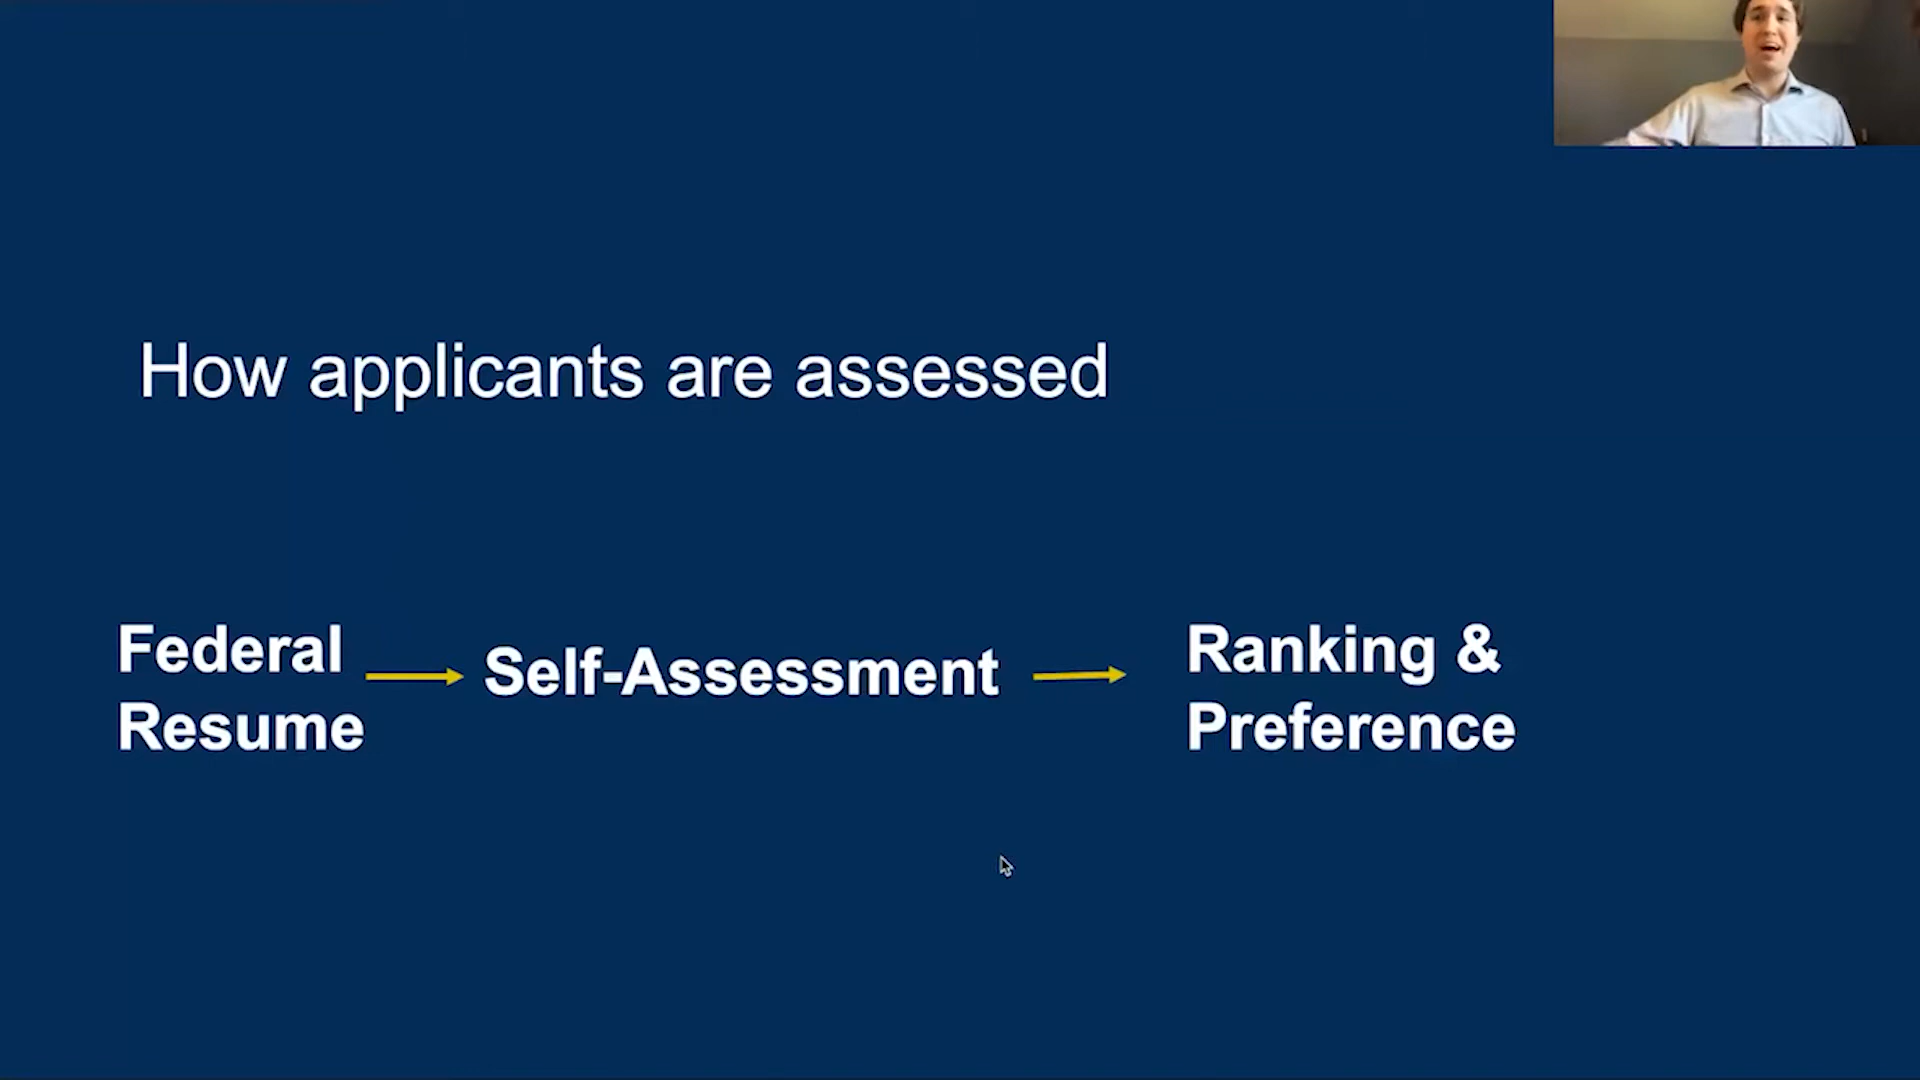 How applicants are assessed
Federal
Resume
Self-Assessment
Ranking &
Preference